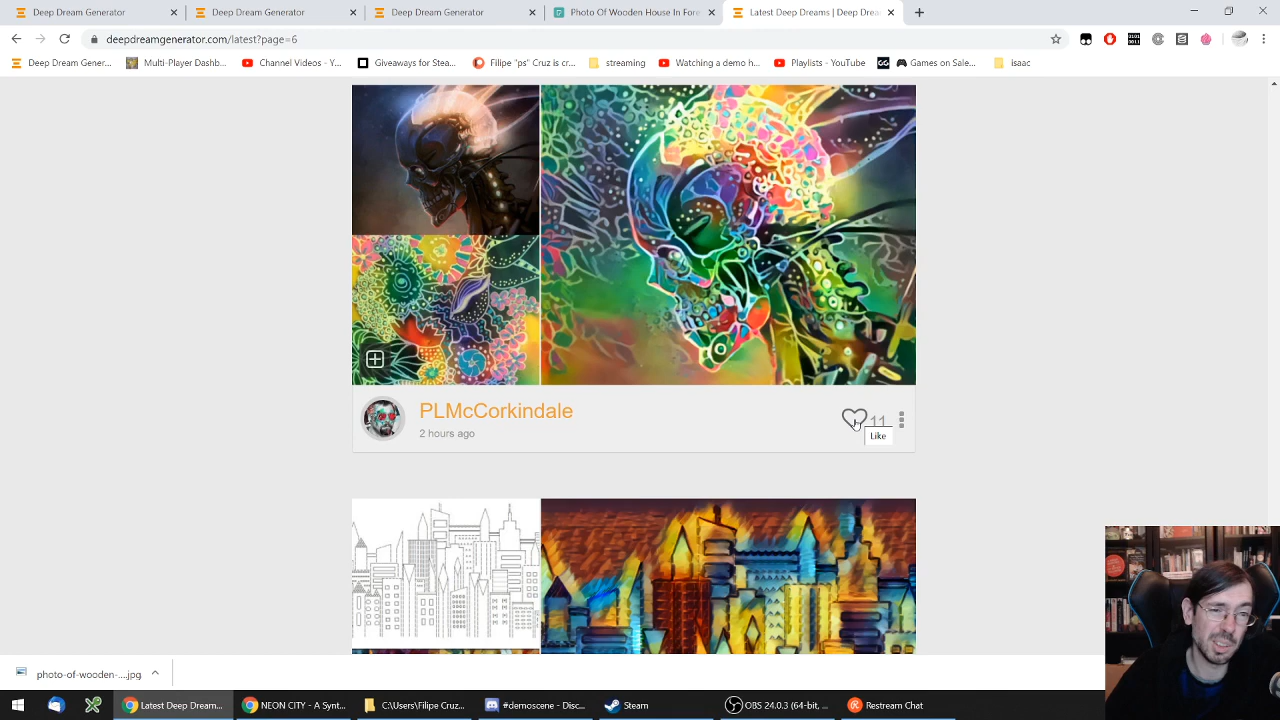 Deep Dream Generator
Deep Dream Generator
Deep Dream Generator
Photo Of Wooden House In Fore
Latest Deep Dreams | Deep Drea
deepdreamgenerator.com/latest?page=6
Deep Dream Gener...
Multi-Player Dashb...
Channel Videos - Y...
Giveaways for Stea...
Felipe "ps" Cruz is cr...
streaming
Watching a demo h...
Playlists - YouTube
GG
Games on Sale...
isaac
PLMcCorkindale
2 hours ago
11
Like
photo-of-wooden-....jpg
Deep Dream Gener...
NEON CITY - A Synt...
C:\Users\Filipe Cruz...
#demoscene - Disc...
Steam
OBS 24.0.3 (64-bit, ...
Restream Chat